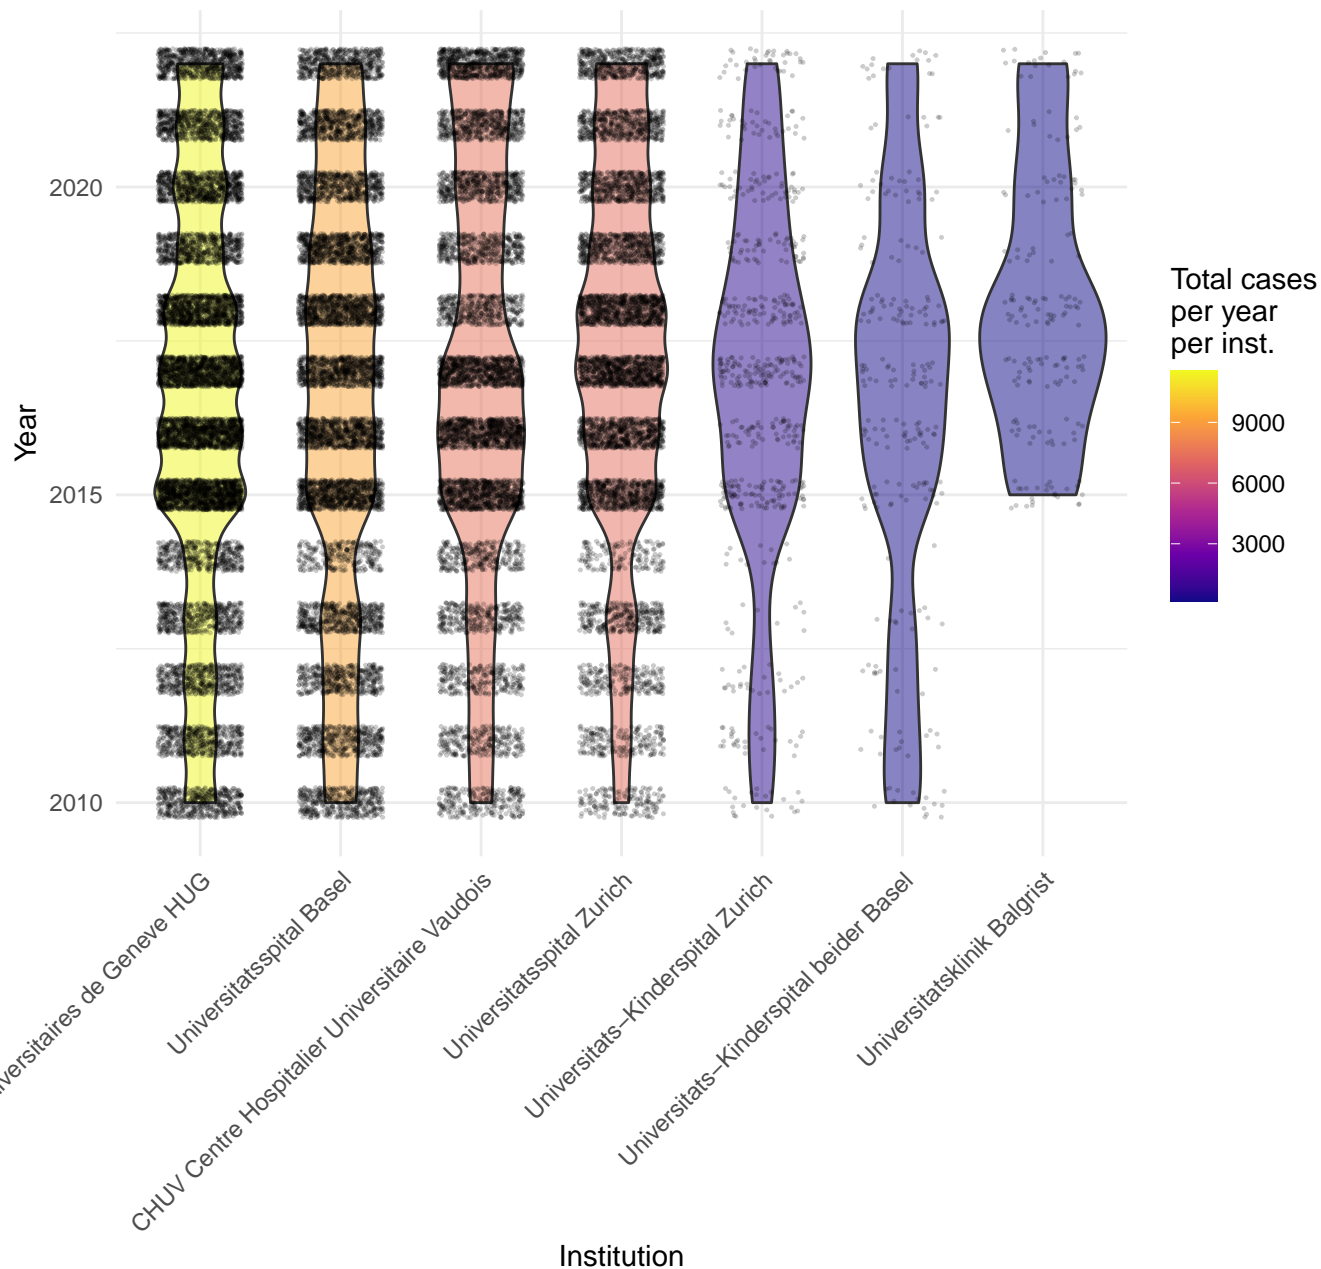 2020
2015
2010
Year
Total cases
per year
per inst.
9000
6000
3000
de Geneve HUG
Universitatsspital Basel
CHUV Centre Hospitalier Universitaire Vaudois
Universitatsspital Zurich
Universitats−Kinderspital Zurich
Universitats−Kinderspital beider Basel
Universitatsklinik Balgrist
Institution